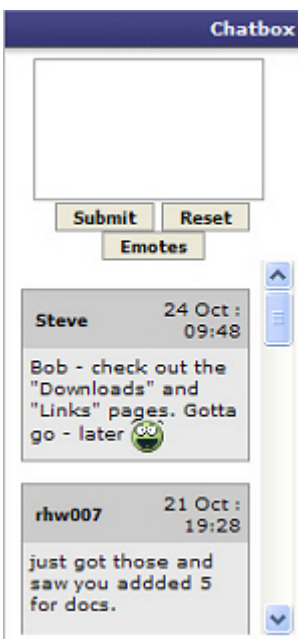 Chatbox
Submit Reset
Emotes
Steve 24 Oct :
09:48
Bob - check out the
"Downloads" and
"Links" pages. Gotta
go - later
rhw007 21 Oct :
19:28
just got those and
saw you addded 5
for docs.